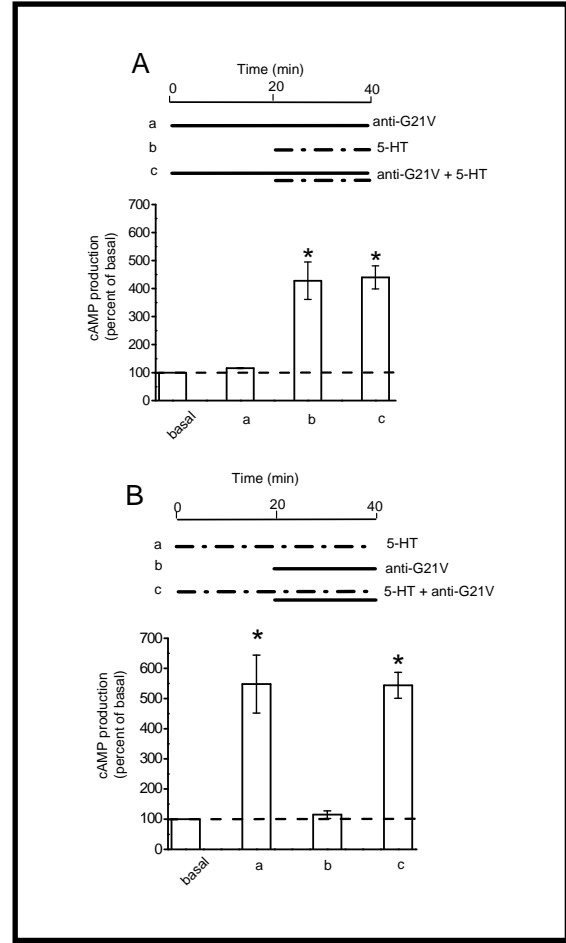 A
Time (min)
0 20 40
a anti-G21V
b 5-HT
c anti-G21V + 5-HT
700
600
500
400
300
200
100
0
cAMP production
(percent of basal)
* *
basal a b c
B
Time (min)
0 20 40
a 5-HT
b anti-G21V
c 5-HT + anti-G21V
700
600
500
400
300
200
100
0
cAMP production
(percent of basal)
* *
basal a b c